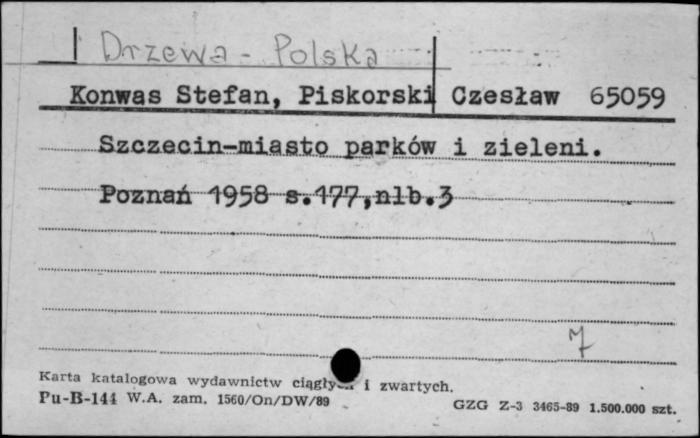 Drzewa - Polska
Konwas Stefan, Piskorski Czesław 65059
Szczecin-miasto parków i zieleni.
Poznań 1958 s.177,nlb.3
7
Karta katalogowa wydawnictw i zwartych.
Pu-B-144 W.A. zam. 1560/On/DW/89
GZG Z-3 3465-89 1.500.000 szt.